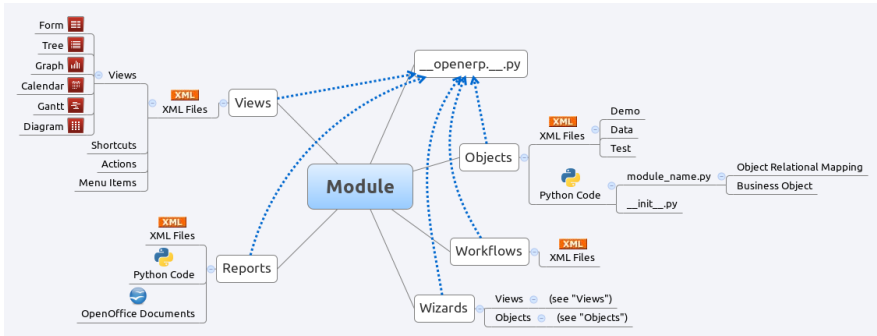 Form
Tree
Graph
Calendar
Gantt
Diagram
Views
Shortcuts
Actions
Menu Items
XML
XML Files
Views
__openerp.__.py
Module
Objects
XML
XML Files
Demo
Data
Test
Python Code
module_name.py
Object Relational Mapping
Business Object
__init__.py
XML
XML Files
Python Code
OpenOffice Documents
Reports
Workflows
XML
XML Files
Wizards
Views (see "Views")
Objects (see "Objects")